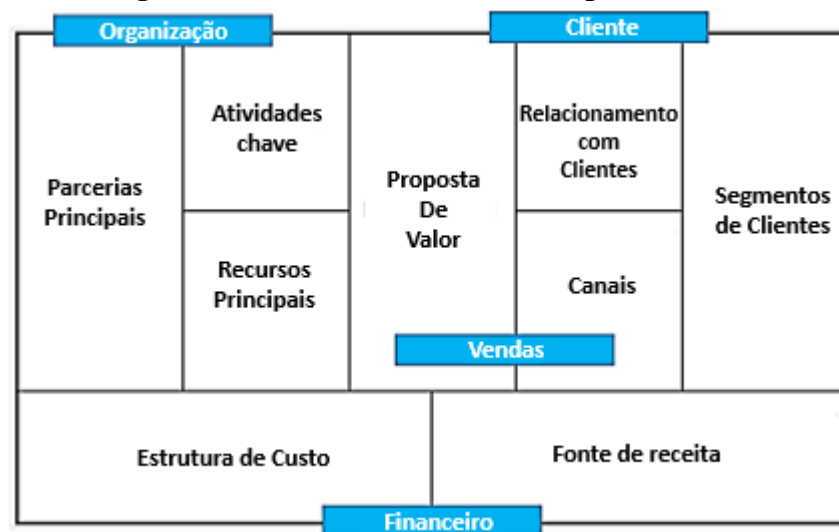 Organização
Cliente
Parcerias
Principais
Atividades
chave
Recursos
Principais
Proposta
De
Valor
Relacionamento
com
Clientes
Canais
Segmentos
de Clientes
Vendas
Estrutura de Custo
Fonte de receita
Financeiro